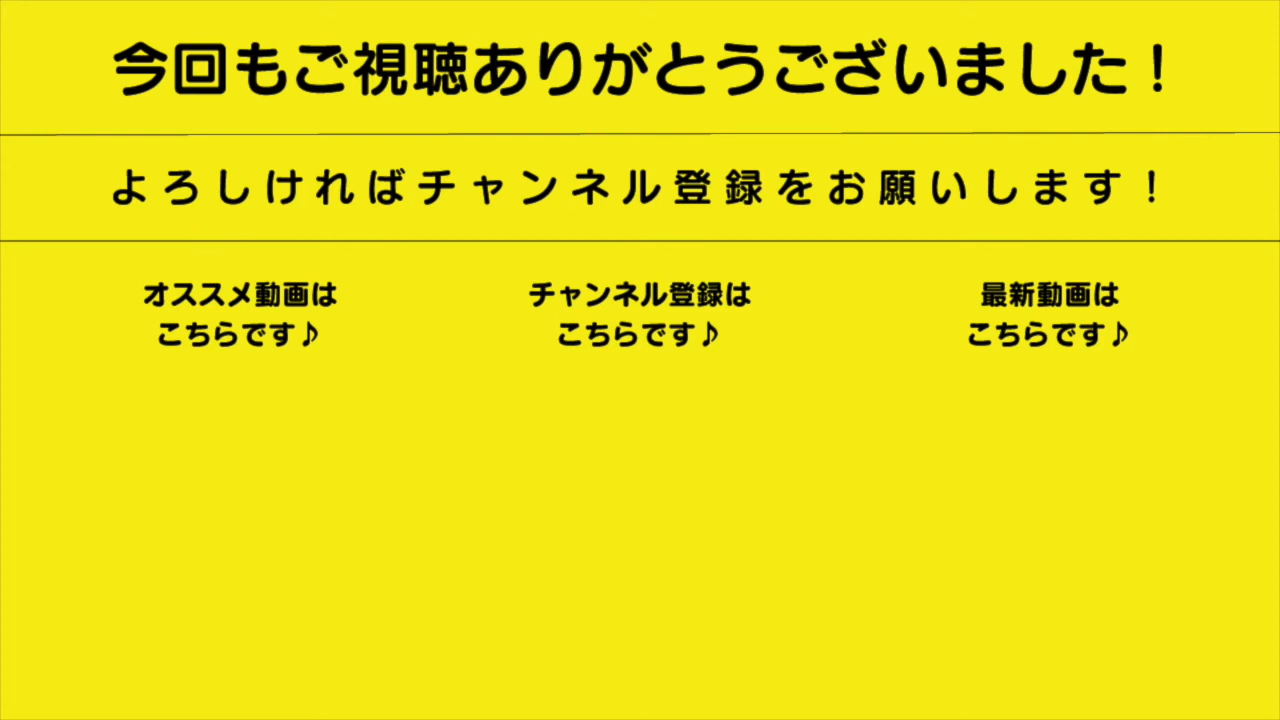 今回もご視聴ありがとうございました！
よろしければチャンネル登録をお願いします！
オススメ動画は
こちらです♪
チャンネル登録は
こちらです♪
最新動画は
こちらです♪